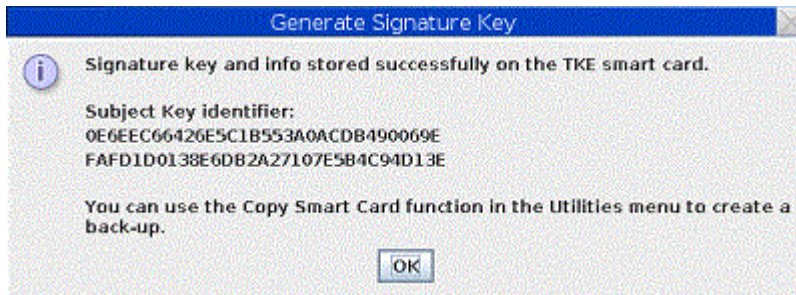 Generate Signature Key
Signature key and info stored successfully on the TKE smart card.
Subject Key identifier:
0E6EEC66426E5C1B553A0ACDB490069E
FAFD1D0138E6DB2A27107E5B4C94D13E
You can use the Copy Smart Card function in the Utilities menu to create a
back-up.
OK